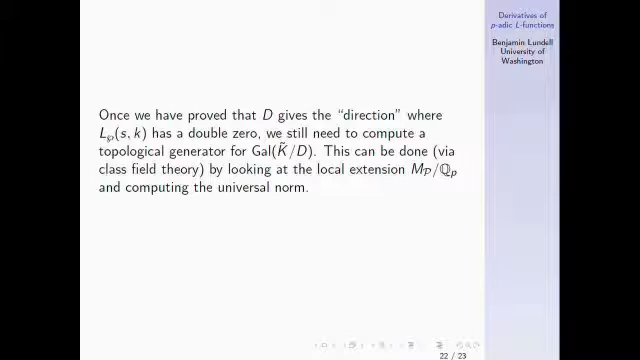 Derivatives of
p-adic L-functions
Benjamin Lundell
University of
Washington
Once we have proved that D gives the “direction” where
L℘(s, k) has a double zero, we still need to compute a
topological generator for Gal(K̃/D). This can be done (via
class field theory) by looking at the local extension M_𝒫/ℚ_p
and computing the universal norm.
22 / 23